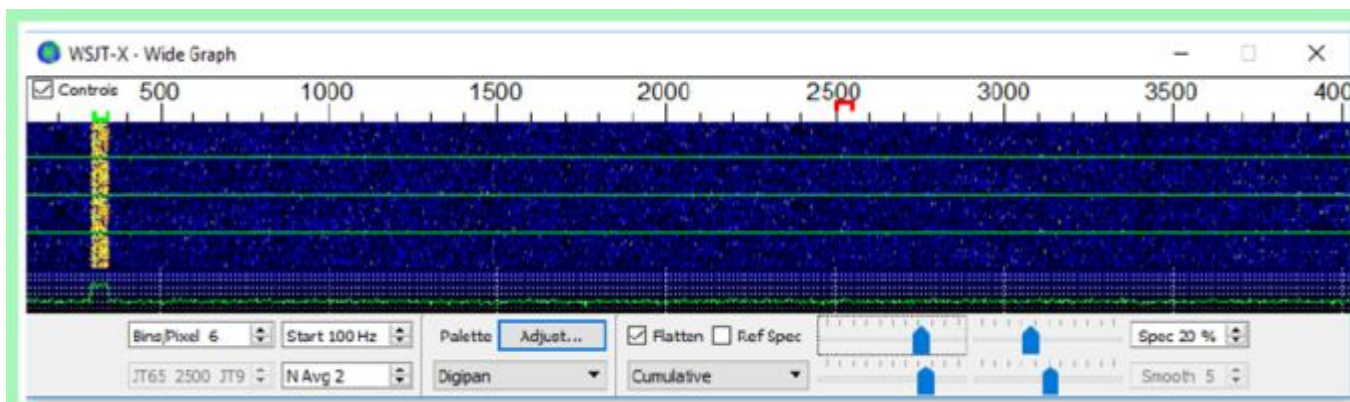 WSJT-X - Wide Graph
Controls 500 1000 1500 2000 2500 3000 3500 400
Bins/Pixel 6 Start 100 Hz Palette Adjust... Flatten Ref Spec Spec 20 %
JT65 2500 JT9 N Avg 2 Digipan Cumulative Smooth 5